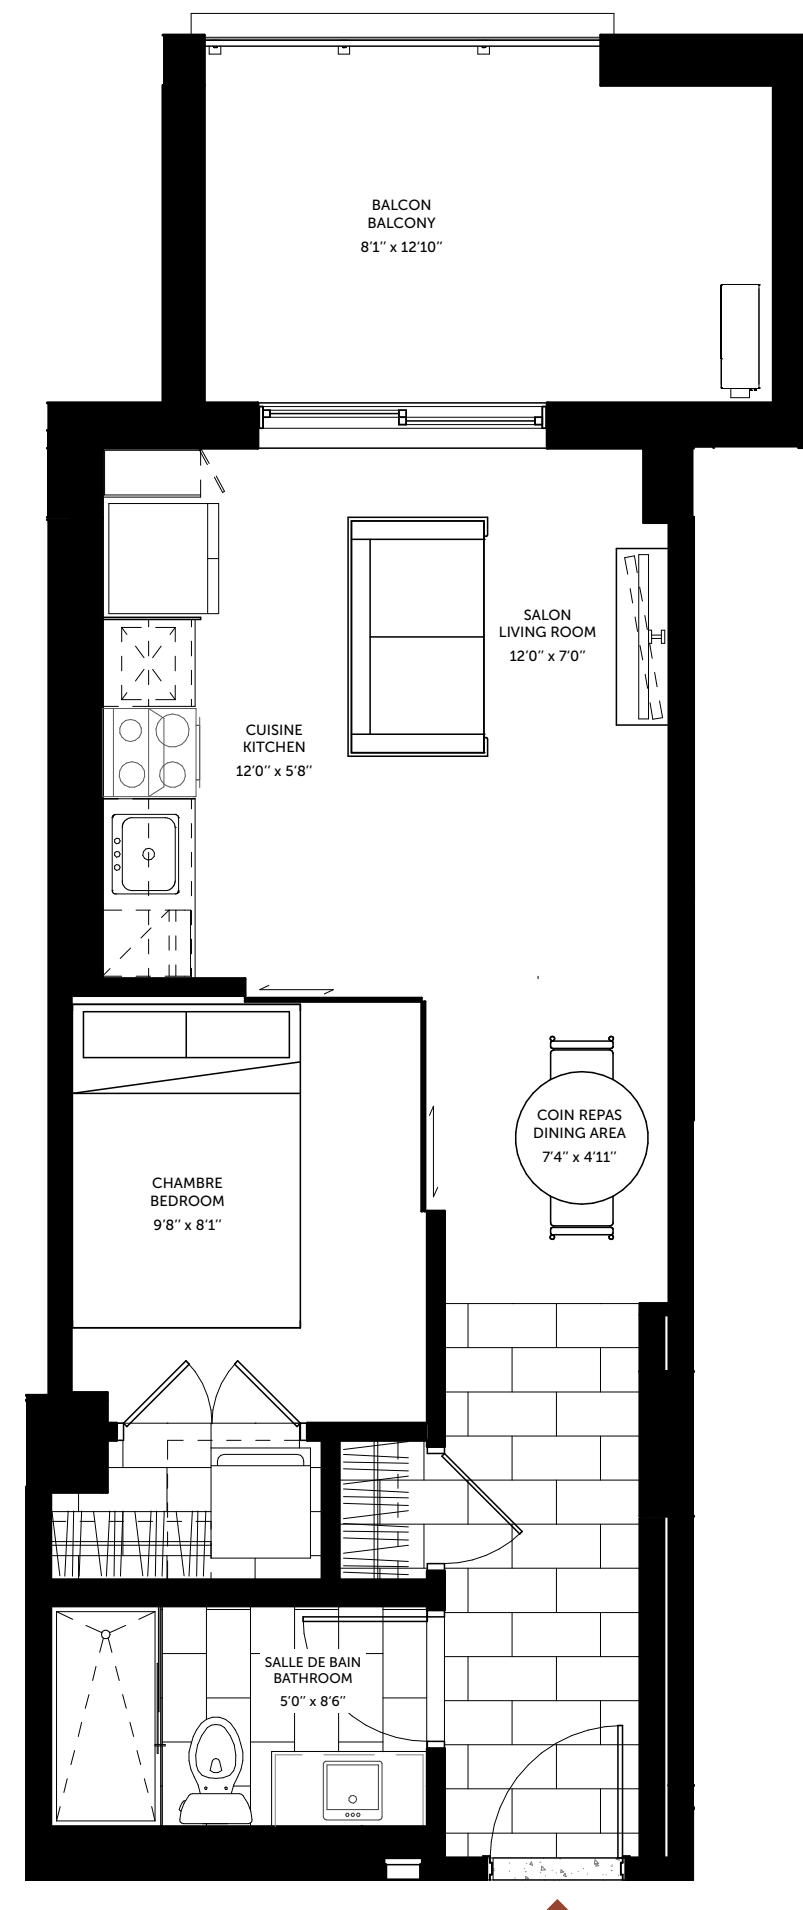 BALCON
BALCONY
8'1'' x 12'10''
SALON
LIVING ROOM
12'0'' x 7'0''
CUISINE
KITCHEN
12'0'' x 5'8''
COIN REPAS
DINING AREA
7'4'' x 4'11''
CHAMBRE
BEDROOM
9'8'' x 8'1''
SALLE DE BAIN
BATHROOM
5'0'' x 8'6''